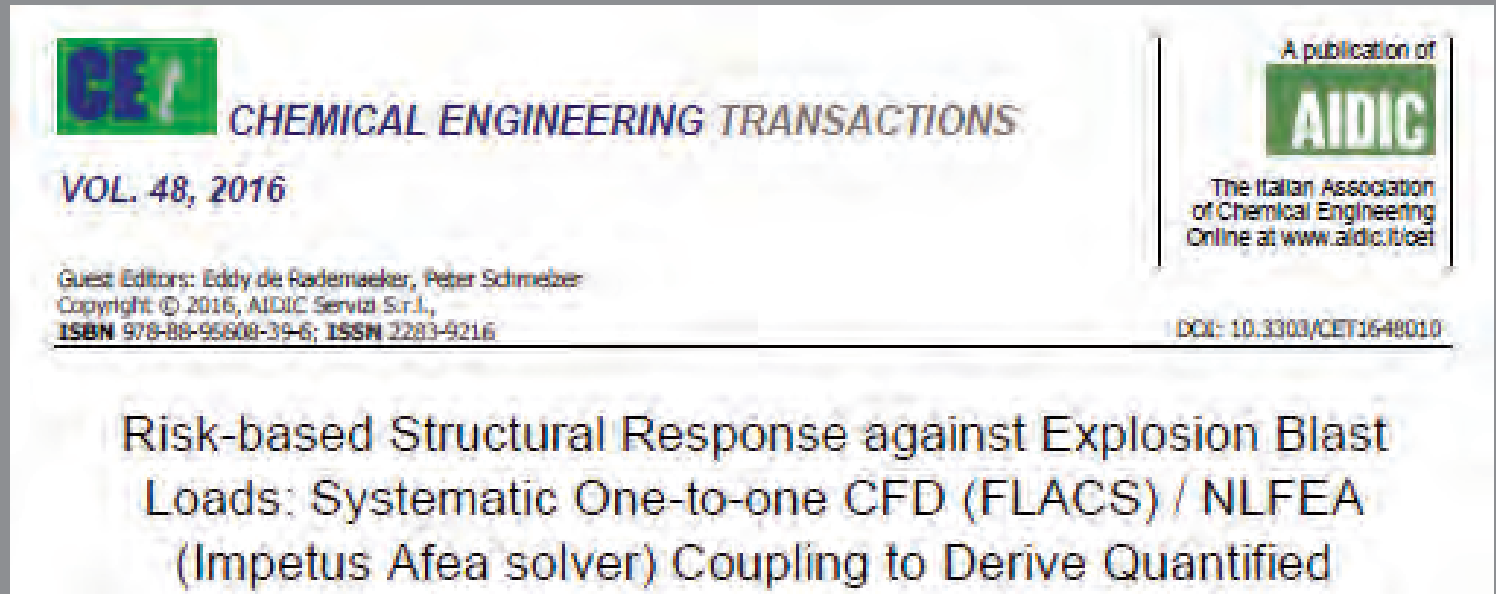 CE
CHEMICAL ENGINEERING TRANSACTIONS
VOL. 48, 2016
A publication of
AIDIC
The Italian Association
of Chemical Engineering
Online at www.aidic.it/cet
Guest Editors: Eddy de Rademaeker, Peter Schmelzer
Copyright © 2016, AIDIC Servizi S.r.l.,
ISBN 978-88-95608-39-6; ISSN 2283-9216
DOI: 10.3303/CET1648010
Risk-based Structural Response against Explosion Blast
Loads: Systematic One-to-one CFD (FLACS) / NLFEA
(Impetus Afea solver) Coupling to Derive Quantified